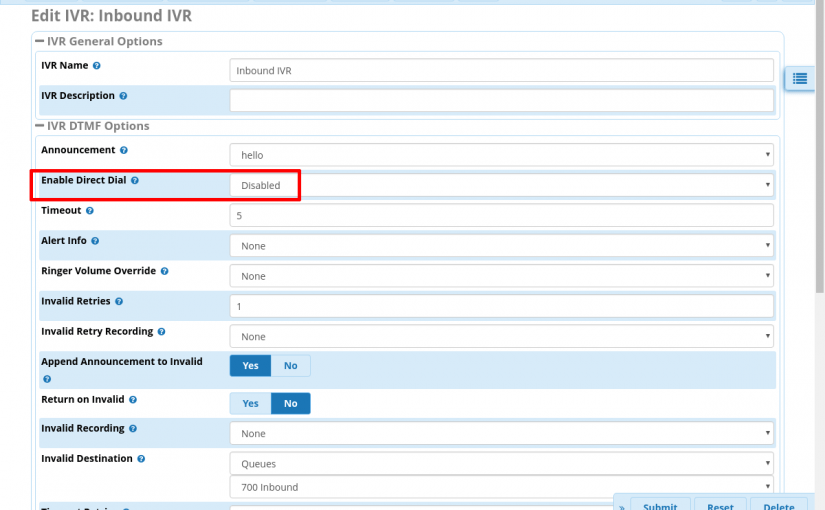 Edit IVR: Inbound IVR
IVR General Options
IVR Name
Inbound IVR
IVR Description
IVR DTMF Options
Announcement
hello
Enable Direct Dial
Disabled
Timeout
5
Alert Info
None
Ringer Volume Override
None
Invalid Retries
1
Invalid Retry Recording
None
Append Announcement to Invalid
Yes No
Return on Invalid
Yes No
Invalid Recording
None
Invalid Destination
Queues
700 Inbound
» Submit Reset Delete